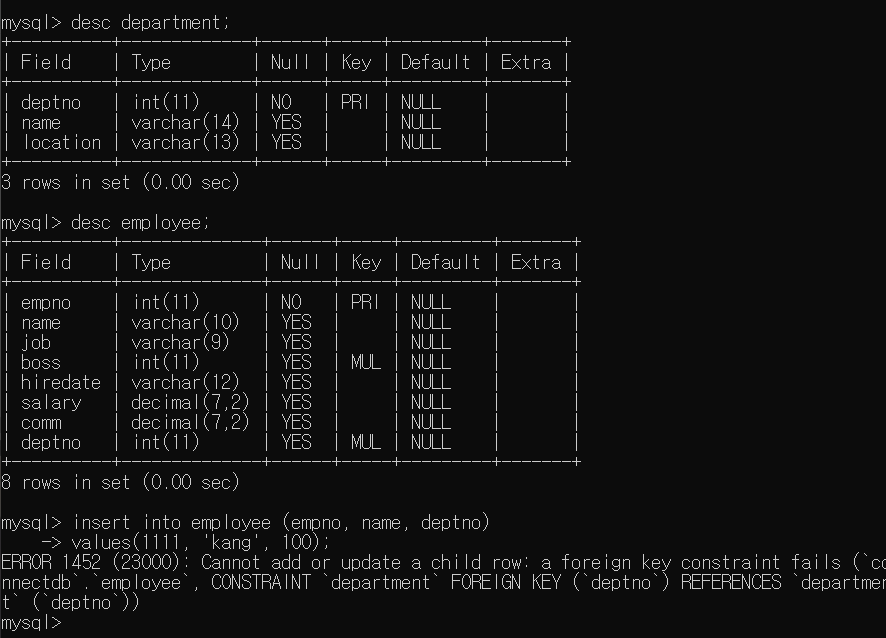 mysql> desc department;
+----------+-------------+------+-----+---------+-------+
| Field    | Type        | Null | Key | Default | Extra |
+----------+-------------+------+-----+---------+-------+
| deptno   | int(11)     | NO   | PRI | NULL    |       |
| name     | varchar(14) | YES  |     | NULL    |       |
| location | varchar(13) | YES  |     | NULL    |       |
+----------+-------------+------+-----+---------+-------+
3 rows in set (0.00 sec)
mysql> desc employee;
+----------+--------------+------+-----+---------+-------+
| Field    | Type         | Null | Key | Default | Extra |
+----------+--------------+------+-----+---------+-------+
| empno    | int(11)      | NO   | PRI | NULL    |       |
| name     | varchar(10)  | YES  |     | NULL    |       |
| job      | varchar(9)   | YES  |     | NULL    |       |
| boss     | int(11)      | YES  | MUL | NULL    |       |
| hiredate | varchar(12)  | YES  |     | NULL    |       |
| salary   | decimal(7,2) | YES  |     | NULL    |       |
| comm     | decimal(7,2) | YES  |     | NULL    |       |
| deptno   | int(11)      | YES  | MUL | NULL    |       |
+----------+--------------+------+-----+---------+-------+
8 rows in set (0.00 sec)
mysql> insert into employee (empno, name, deptno)
    -> values(1111, 'kang', 100);
ERROR 1452 (23000): Cannot add or update a child row: a foreign key constraint fails (`co
nnectdb`.`employee`, CONSTRAINT `department` FOREIGN KEY (`deptno`) REFERENCES `departmen
t` (`deptno`))
mysql>